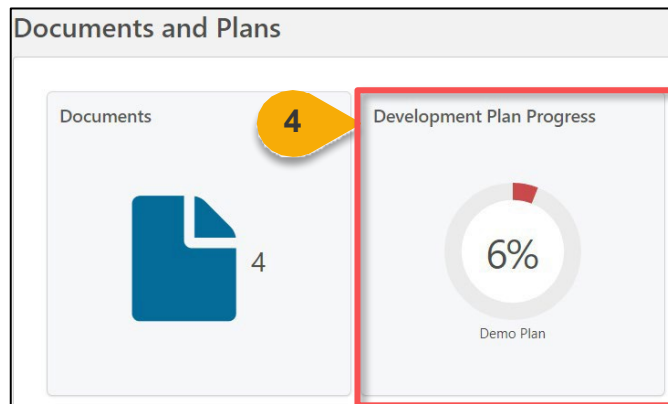 Documents and Plans
Documents
4
4
Development Plan Progress
6%
Demo Plan